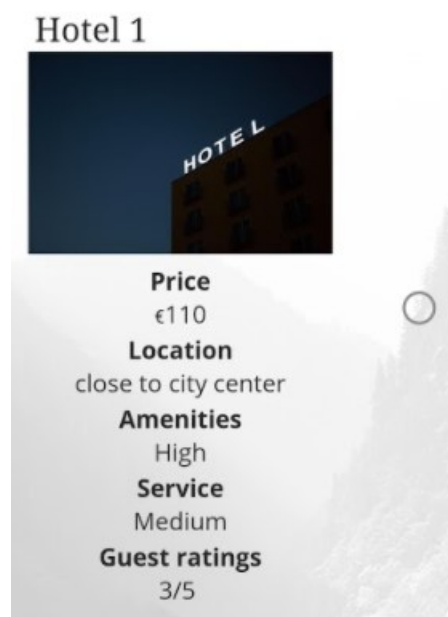 Hotel 1
HOTEL
Price
€110
Location
close to city center
Amenities
High
Service
Medium
Guest ratings
3/5